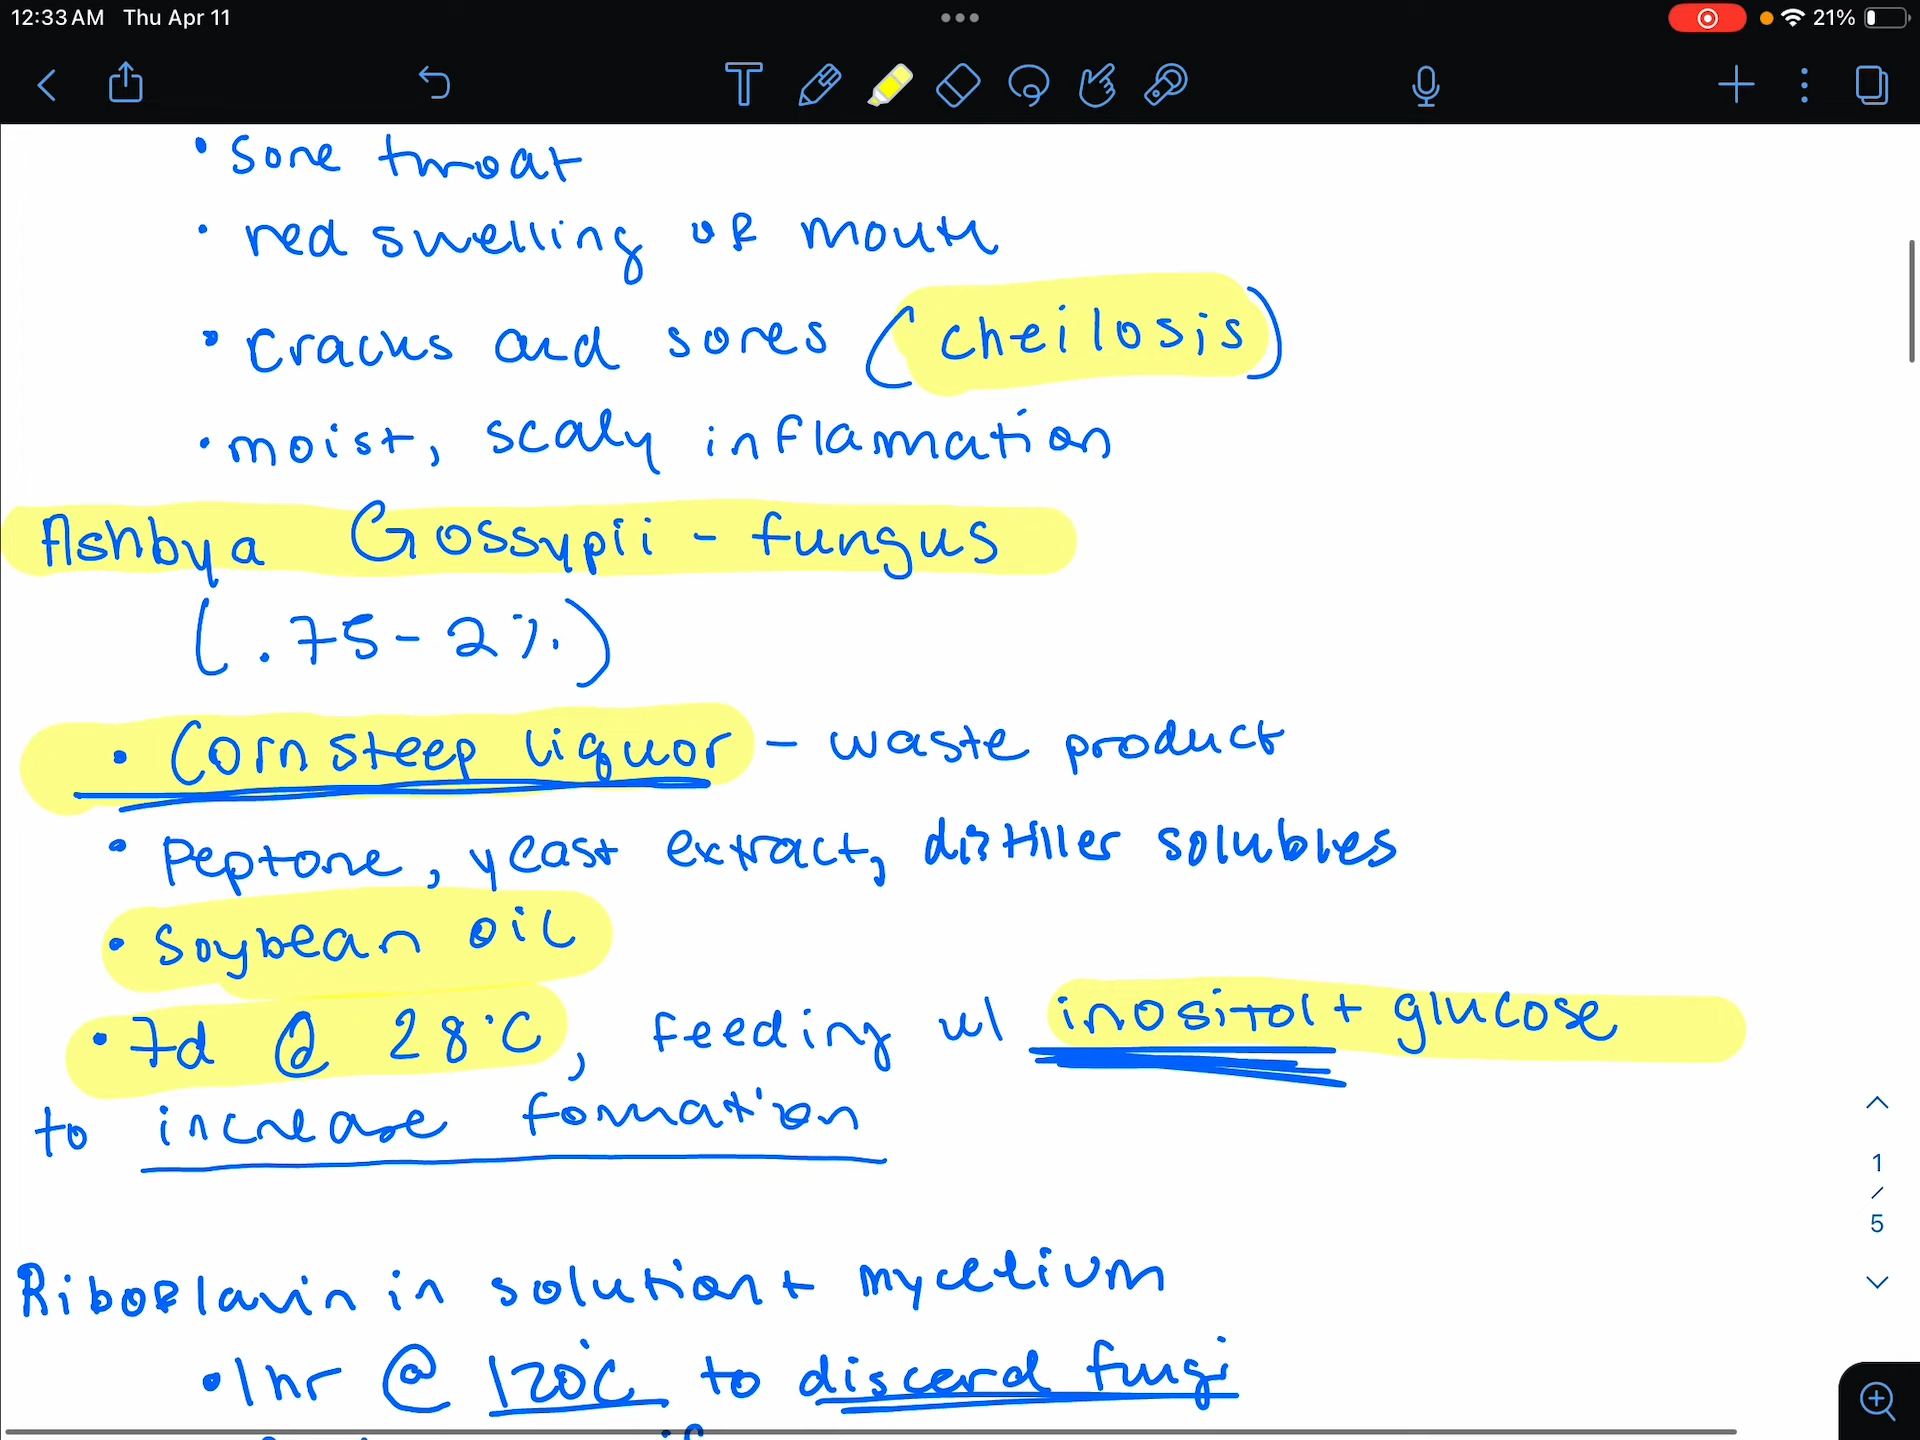 12:33 AM Thu Apr 11
21%
• sore throat
• red swelling of mouth
• cracks and sores (cheilosis)
• moist, scaly inflamation
Ashbya Gossypii - fungus
(.75-2%)
• Corn steep liquor - waste product
• Peptone, yeast extract, distiller solubles
• Soybean oil
• 7d @ 28°C, feeding w/ inositol + glucose
to increase formation
Riboflavin in solution + mycelium
• 1hr @ 120°C to discard fungi
1
/
5